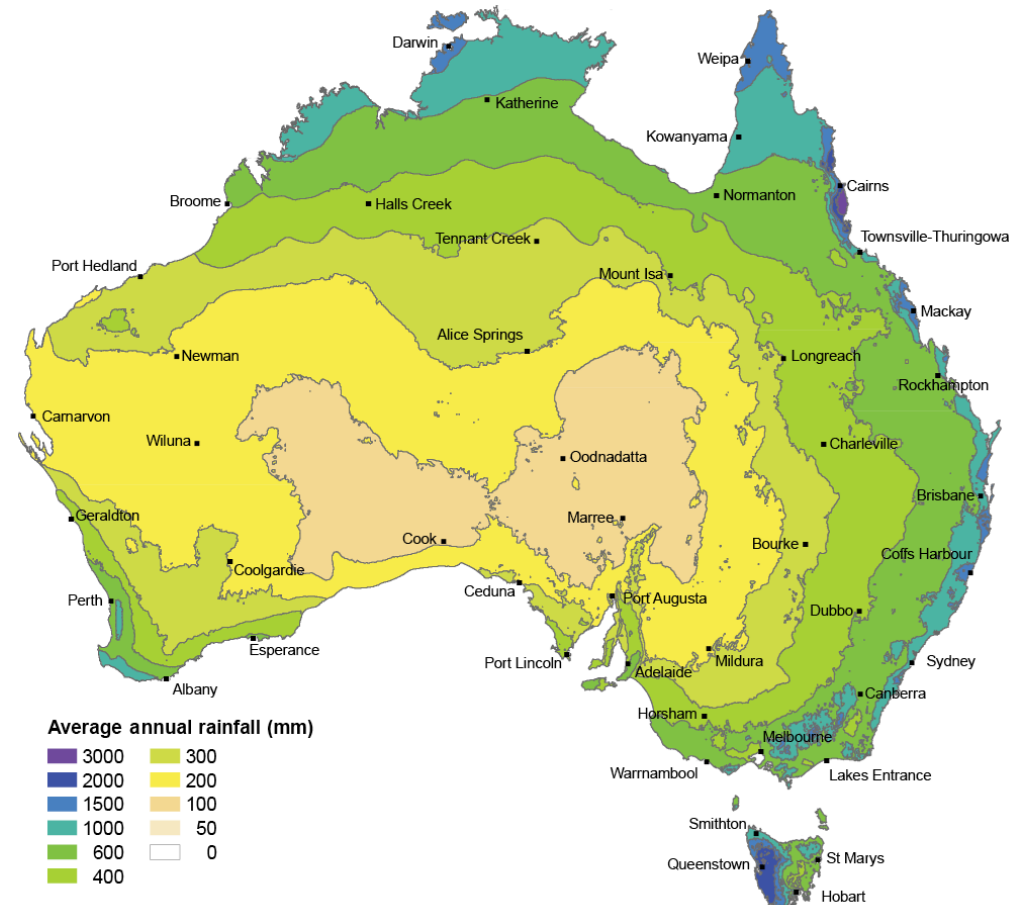 Darwin
Weipa
Katherine
Kowanyama
Cairns
Normanton
Broome
Halls Creek
Townsville-Thuringowa
Tennant Creek
Port Hedland
Mount Isa
Mackay
Alice Springs
Newman
Longreach
Rockhampton
Carnarvon
Wiluna
Charleville
Oodnadatta
Brisbane
Geraldton
Marree
Cook
Bourke
Coffs Harbour
Coolgardie
Ceduna
Port Augusta
Perth
Dubbo
Esperance
Port Lincoln
Mildura
Sydney
Adelaide
Albany
Canberra
Horsham
Average annual rainfall (mm)
Melbourne
3000 300
2000 200
Warrnambool
Lakes Entrance
1500 100
1000 50
Smithton
600 0
St Marys
Queenstown
400
Hobart